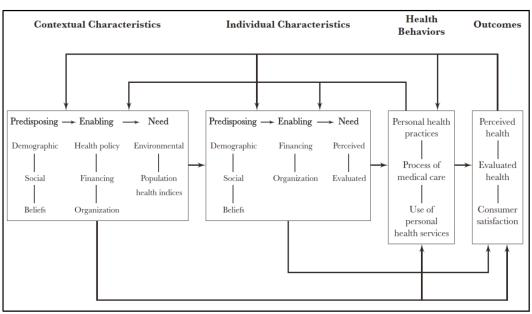 Contextual Characteristics
Individual Characteristics
Health
Behaviors
Outcomes
Predisposing
Enabling
Need
Demographic
Health policy
Environmental
Social
Financing
Population
health indices
Beliefs
Organization
Predisposing
Enabling
Need
Demographic
Financing
Perceived
Social
Organization
Evaluated
Beliefs
Personal health
practices
Process of
medical care
Use of
personal
health services
Perceived
health
Evaluated
health
Consumer
satisfaction